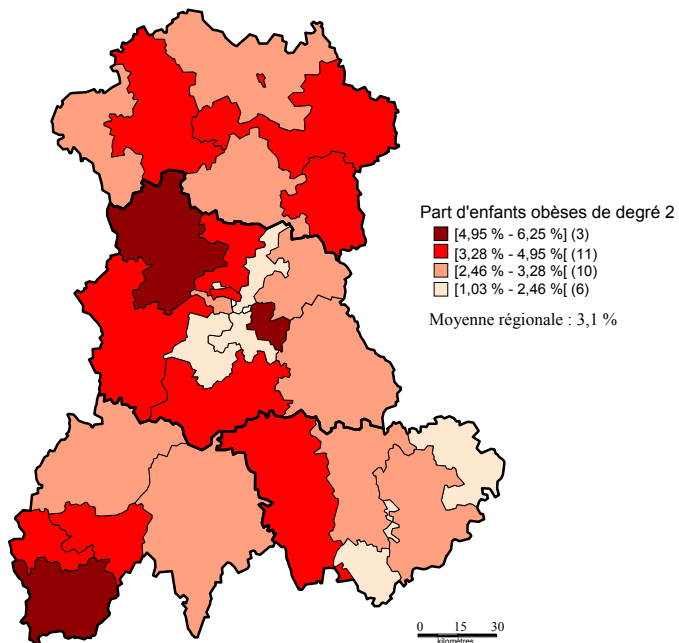 Part d'enfants obèses de degré 2
[4,95 % - 6,25 %] (3)
[3,28 % - 4,95 %[ (11)
[2,46 % - 3,28 %[ (10)
[1,03 % - 2,46 %[ (6)
Moyenne régionale : 3,1 %
0 15 30
kilomètres